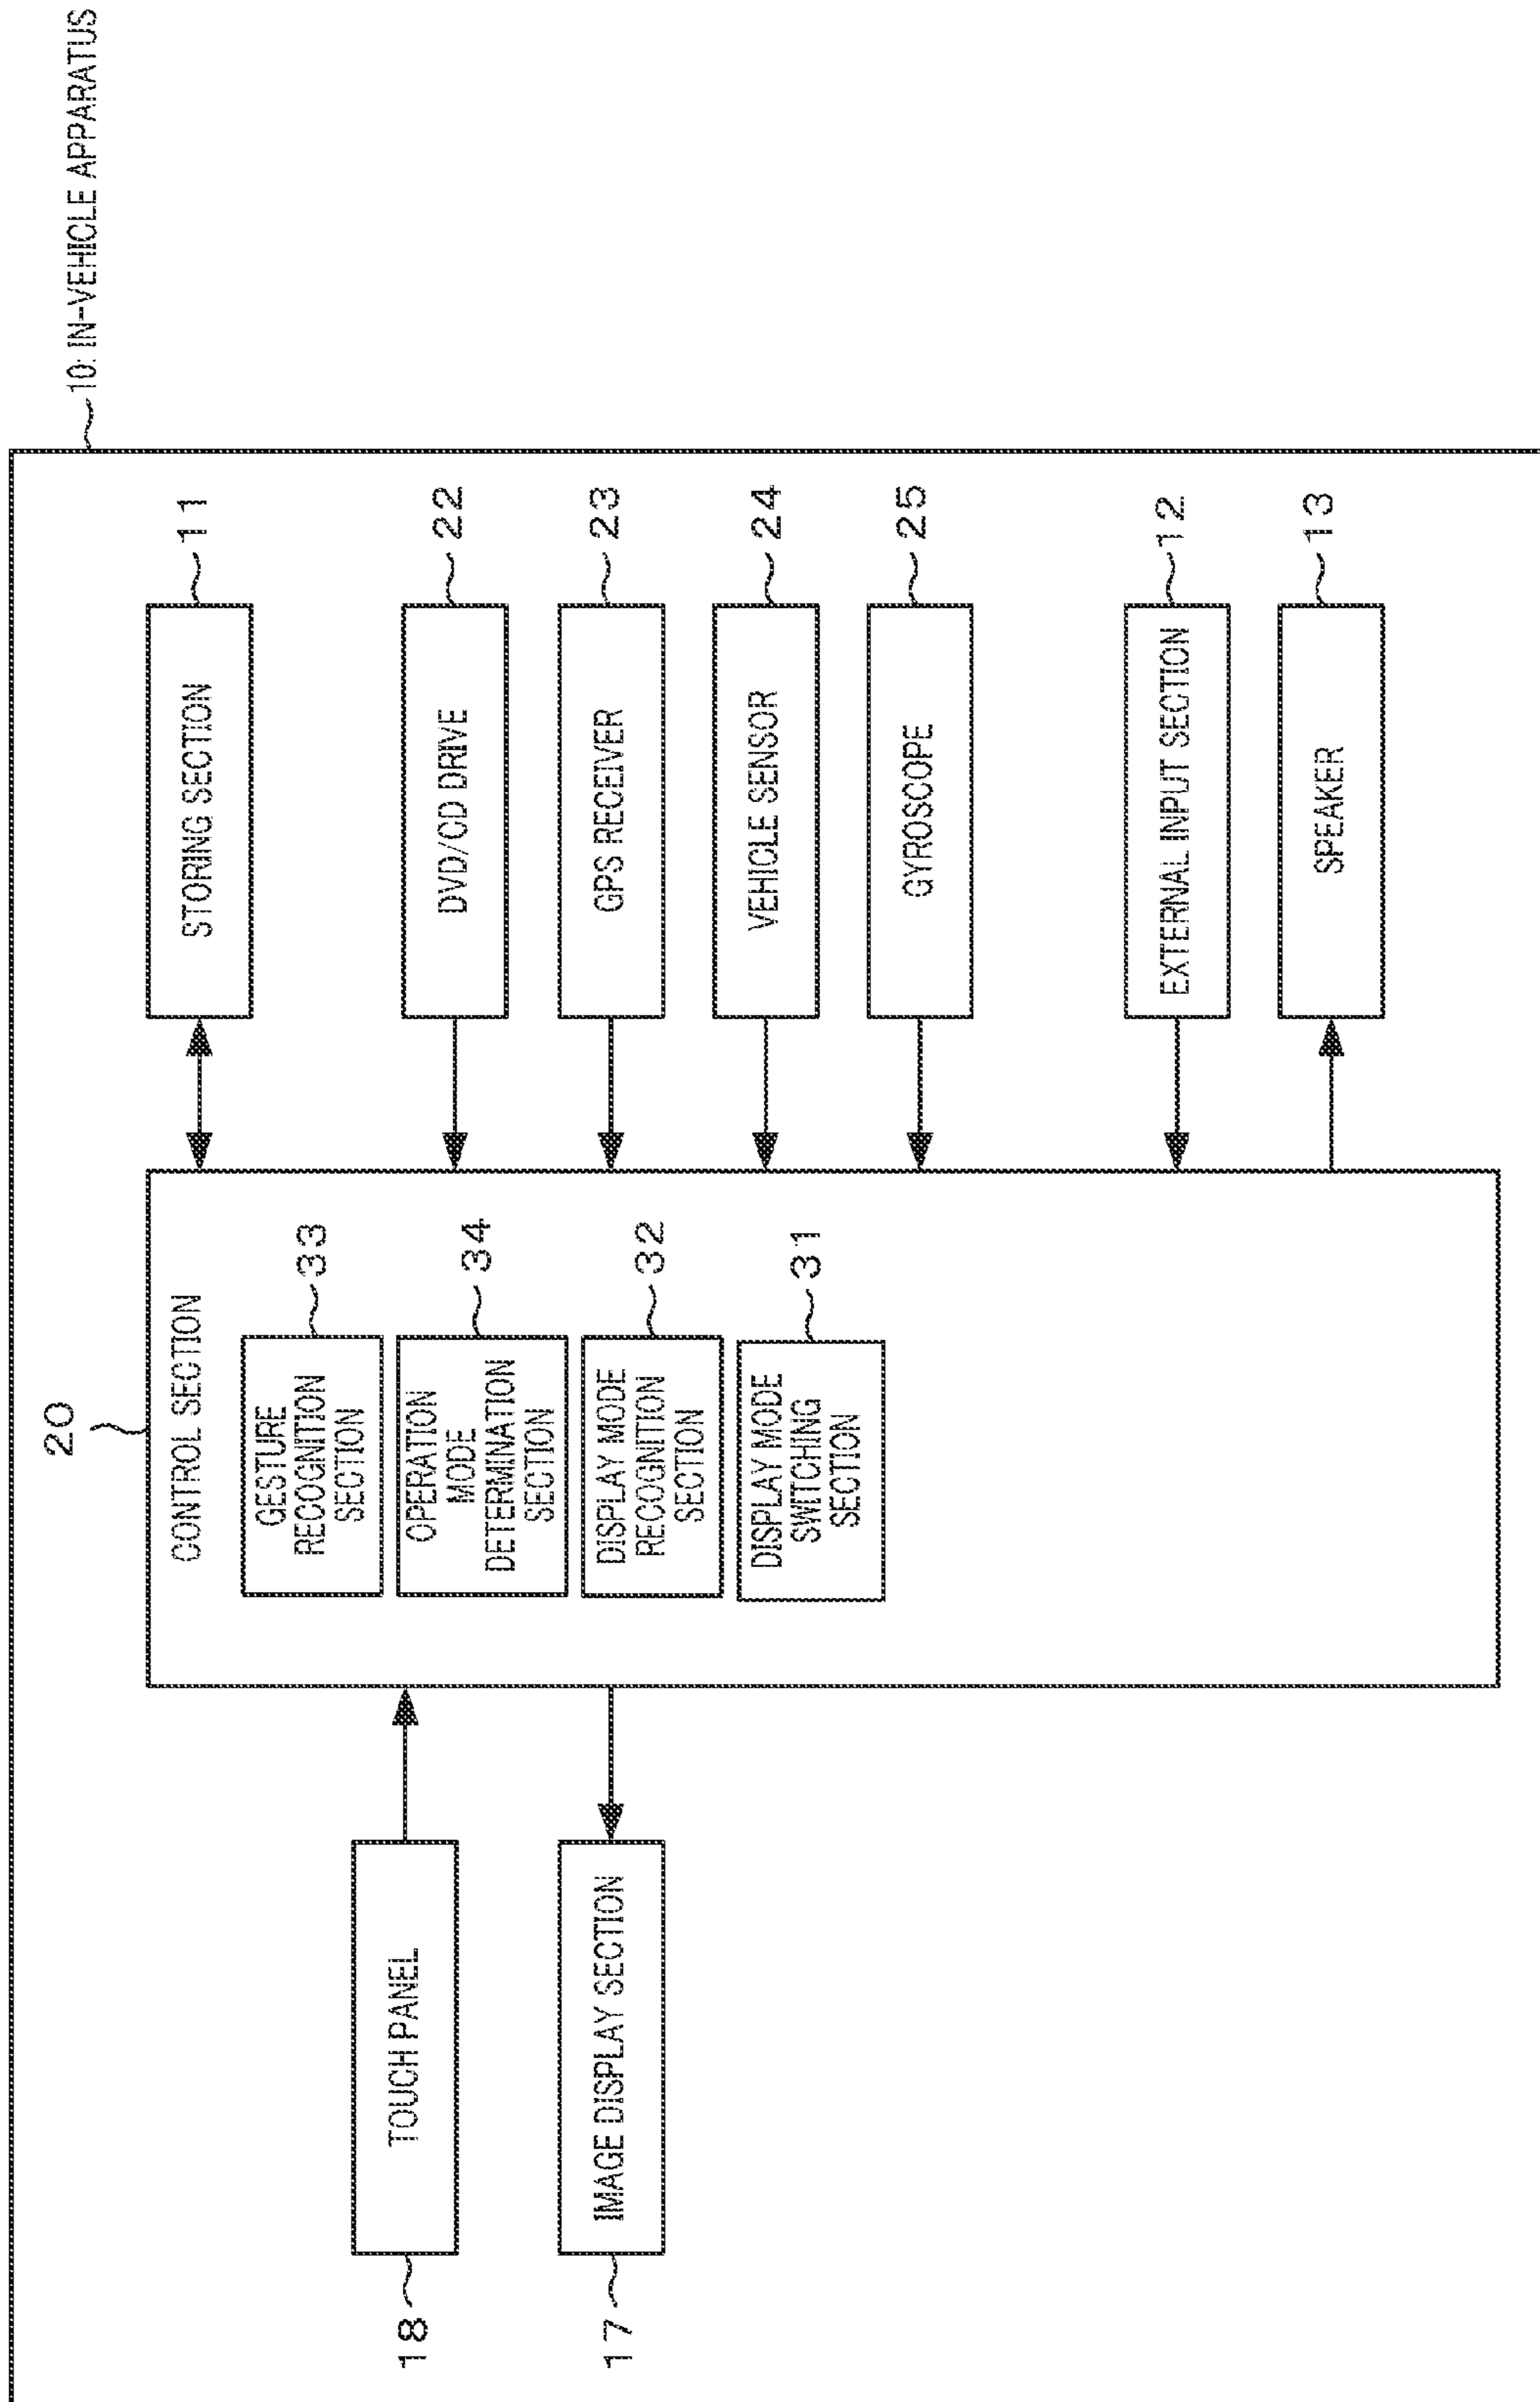 10: IN-VEHICLE APPARATUS
20
CONTROL SECTION
18
TOUCH PANEL
17
IMAGE DISPLAY SECTION
GESTURE
RECOGNITION
SECTION
33
OPERATION
MODE
DETERMINATION
SECTION
34
DISPLAY MODE
RECOGNITION
SECTION
32
DISPLAY MODE
SWITCHING
SECTION
31
STORING SECTION
11
DVD/CD DRIVE
22
GPS RECEIVER
23
VEHICLE SENSOR
24
GYROSCOPE
25
EXTERNAL INPUT SECTION
12
SPEAKER
13